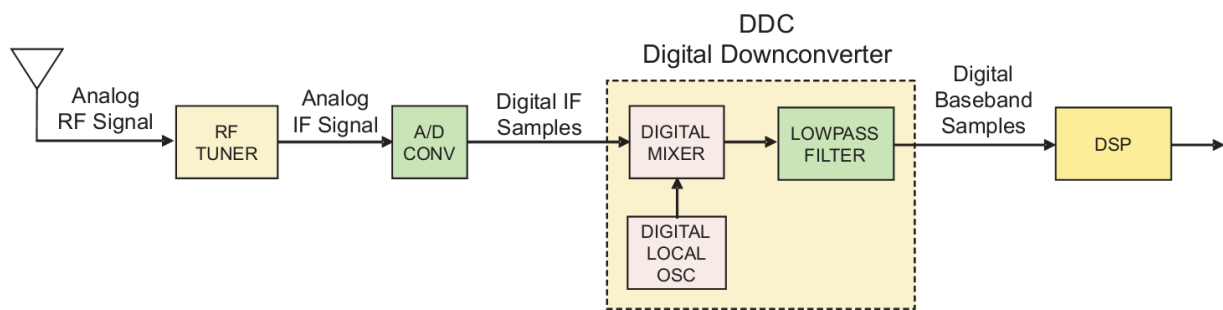 DDC
Digital Downconverter
Analog
RF Signal
RF
TUNER
Analog
IF Signal
A/D
CONV
Digital IF
Samples
DIGITAL
MIXER
DIGITAL
LOCAL
OSC
LOWPASS
FILTER
Digital
Baseband
Samples
DSP